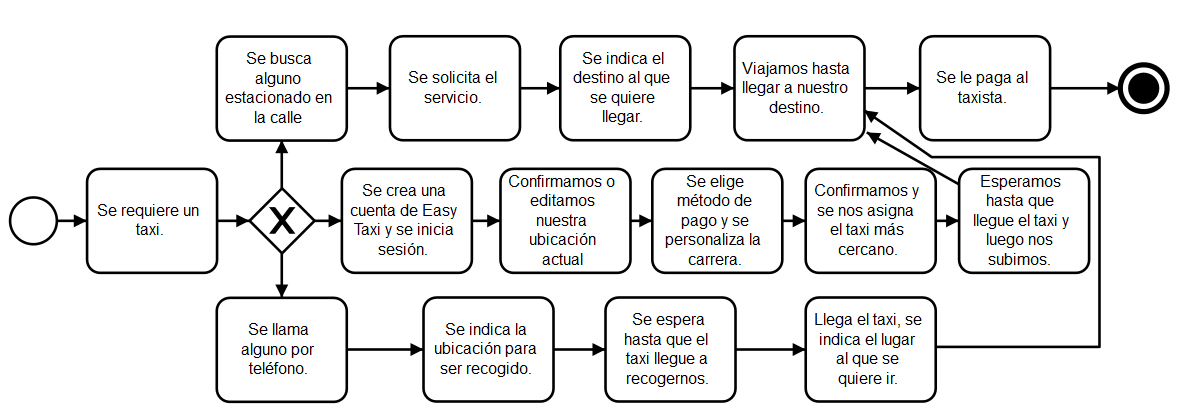 Se busca
alguno
estacionado en
la calle
Se solicita el
servicio.
Se indica el
destino al que
se quiere
llegar.
Viajamos hasta
llegar a nuestro
destino.
Se le paga al
taxista.
Se requiere un
taxi.
X
Se crea una
cuenta de Easy
Taxi y se inicia
sesión.
Confirmamos o
editamos
nuestra
ubicación
actual
Se elige
método de
pago y se
personaliza la
carrera.
Confirmamos y
se nos asigna
el taxi más
cercano.
Esperamos
hasta que
llegue el taxi y
luego nos
subimos.
Se llama
alguno por
teléfono.
Se indica la
ubicación para
ser recogido.
Se espera
hasta que el
taxi llegue a
recogernos.
Llega el taxi, se
indica el lugar
al que se
quiere ir.